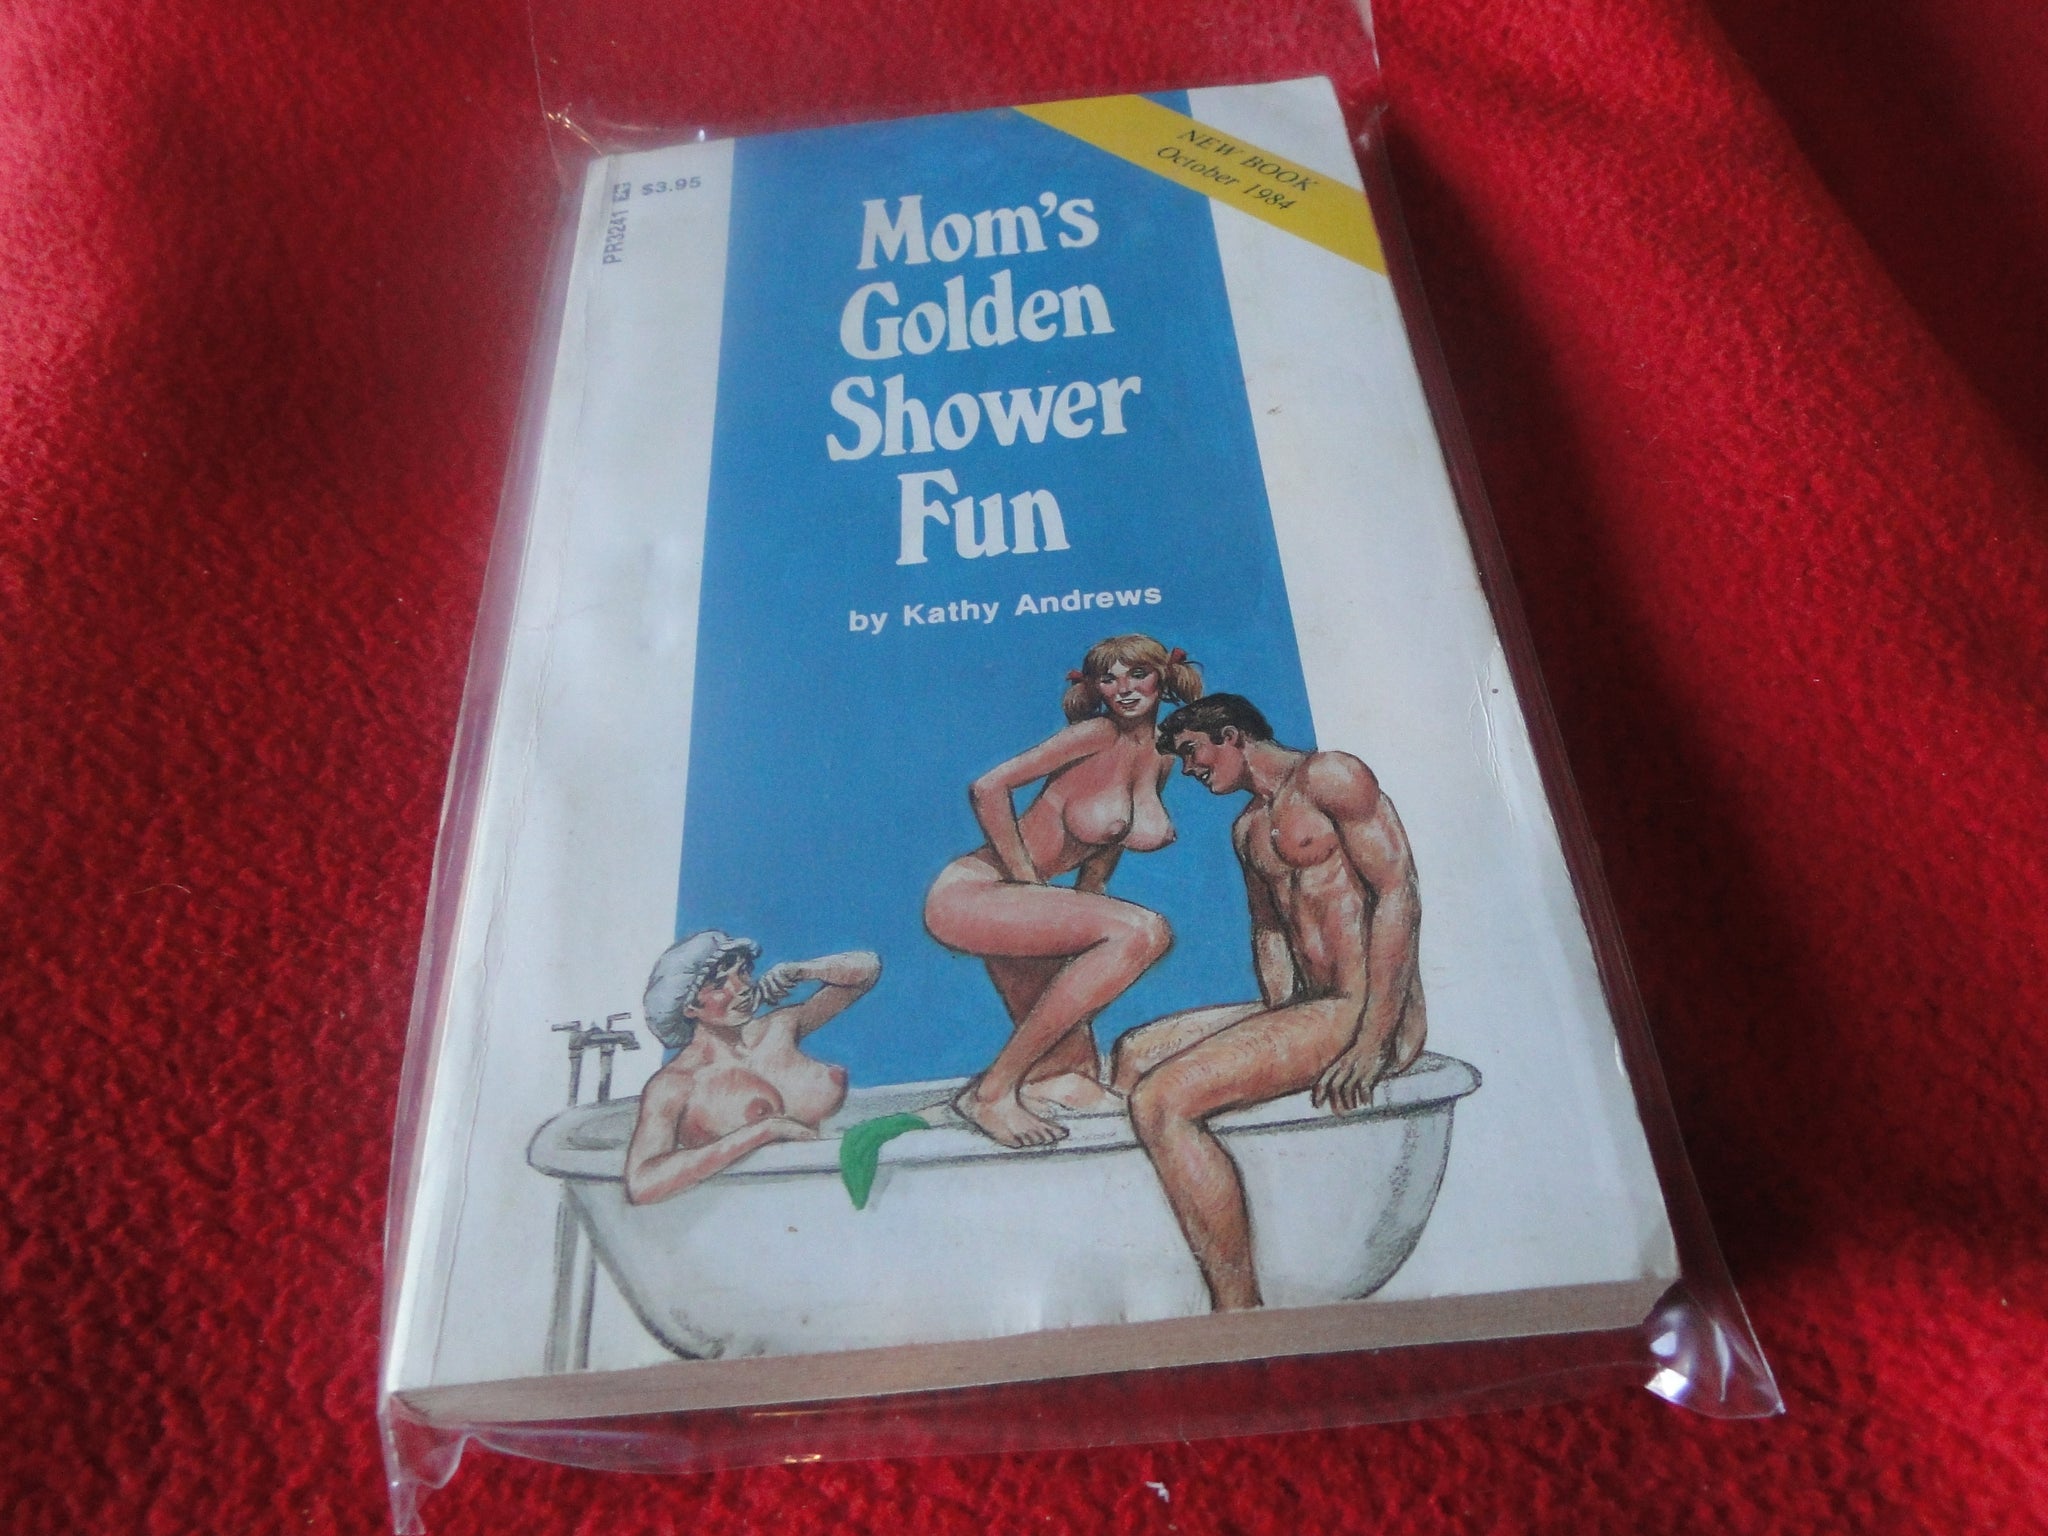 PR3241
$3.95
NEW BOOK
October 1984
Mom's
Golden
Shower
Fun
by Kathy Andrews